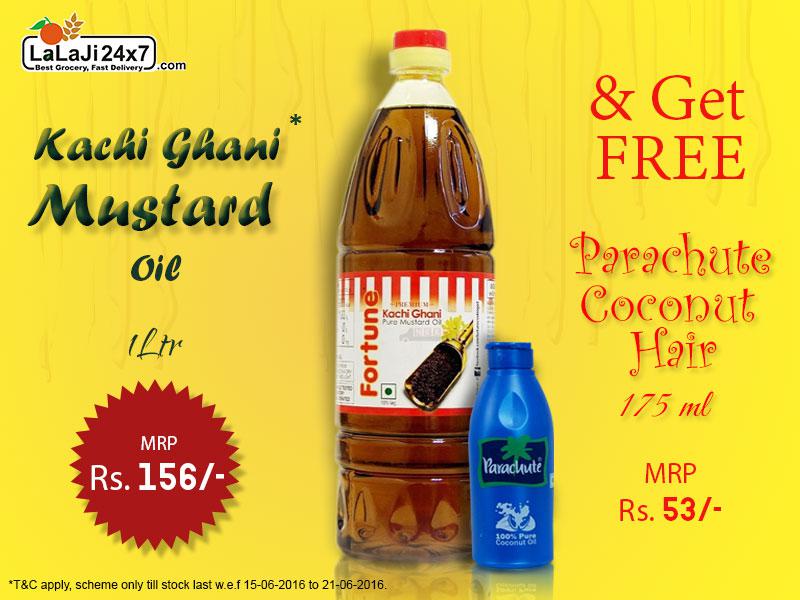 LaLaJi24x7
Best Grocery, Fast Delivery .com
Kachi Ghani *
Mustard
Oil
1Ltr
MRP
Rs. 156/-
Fortune
PREMIUM
Kachi Ghani
Pure Mustard Oil
Parachute
100% Pure
Coconut Oil
& Get
FREE
Parachute
Coconut
Hair
175 ml
MRP
Rs. 53/-
*T&C apply, scheme only till stock last w.e.f 15-06-2016 to 21-06-2016.